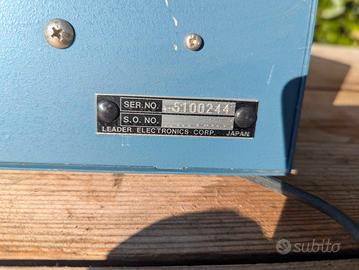 SER.NO. 5100244
S.O. NO.
LEADER ELECTRONICS CORP. JAPAN
subito